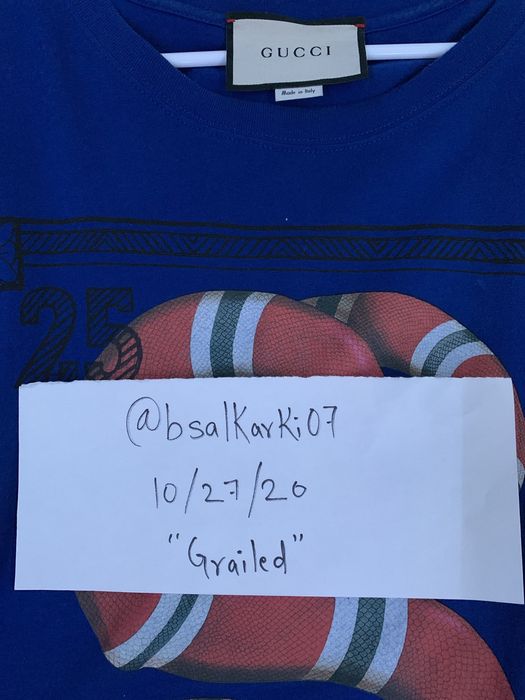 GUCCI
Made in Italy
25
@bsalKarKi07
10/27/20
"Grailed"